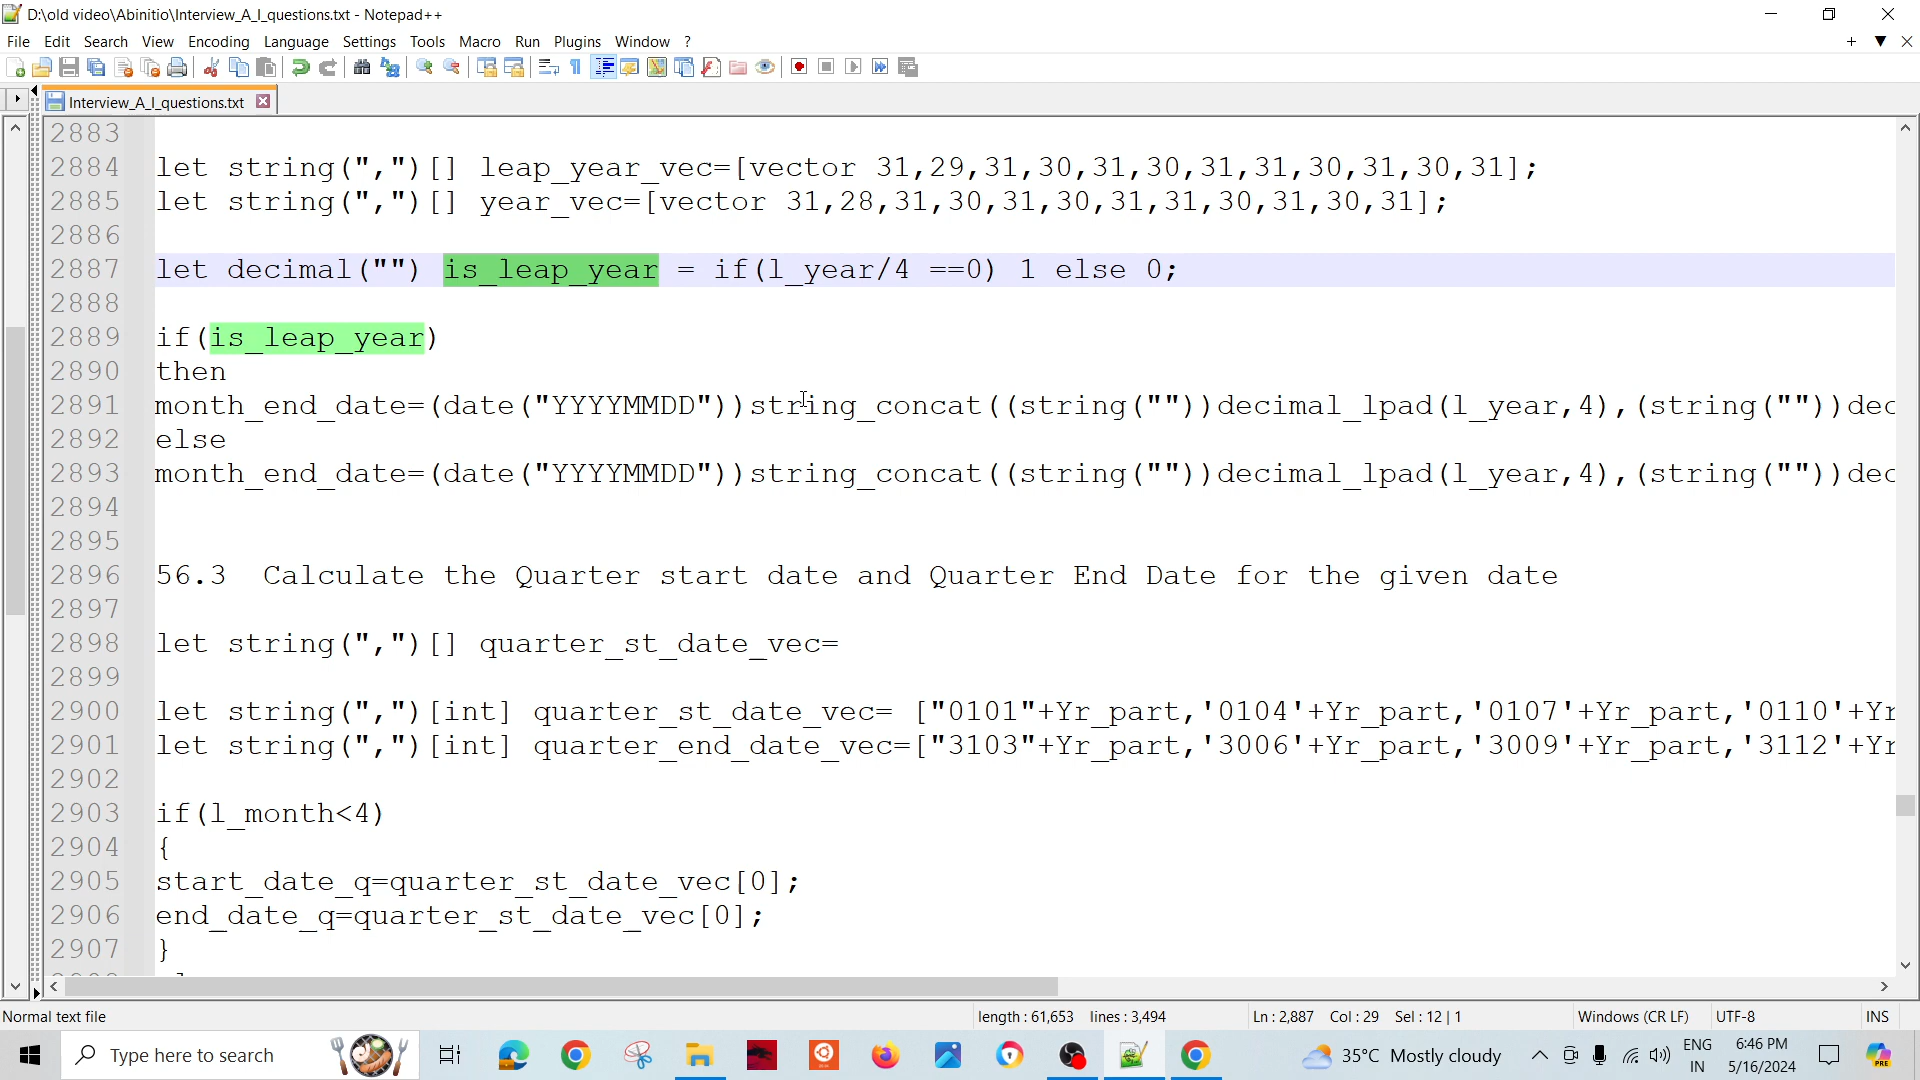 D:\old video\Abinitio\Interview_A_I_questions.txt - Notepad++
File Edit Search View Encoding Language Settings Tools Macro Run Plugins Window ?
Interview_A_I_questions.txt
2883
2884 let string(",")[] leap_year_vec=[vector 31,29,31,30,31,30,31,31,30,31,30,31];
2885 let string(",")[] year_vec=[vector 31,28,31,30,31,30,31,31,30,31,30,31];
2886
2887 let decimal("") is_leap_year = if(l_year/4 ==0) 1 else 0;
2888
2889 if(is_leap_year)
2890 then
2891 month_end_date=(date("YYYYMMDD"))string_concat((string(""))decimal_lpad(l_year,4),(string(""))dec
2892 else
2893 month_end_date=(date("YYYYMMDD"))string_concat((string(""))decimal_lpad(l_year,4),(string(""))dec
2894
2895
2896 56.3 Calculate the Quarter start date and Quarter End Date for the given date
2897
2898 let string(",")[] quarter_st_date_vec=
2899
2900 let string(",")[int] quarter_st_date_vec= ["0101"+Yr_part,'0104'+Yr_part,'0107'+Yr_part,'0110'+Yr
2901 let string(",")[int] quarter_end_date_vec=["3103"+Yr_part,'3006'+Yr_part,'3009'+Yr_part,'3112'+Yr
2902
2903 if(l_month<4)
2904 {
2905 start_date_q=quarter_st_date_vec[0];
2906 end_date_q=quarter_st_date_vec[0];
2907 }
Normal text file length : 61,653 lines : 3,494 Ln : 2,887 Col : 29 Sel : 12 | 1 Windows (CR LF) UTF-8 INS
Type here to search 35°C Mostly cloudy ENG IN 6:46 PM 5/16/2024